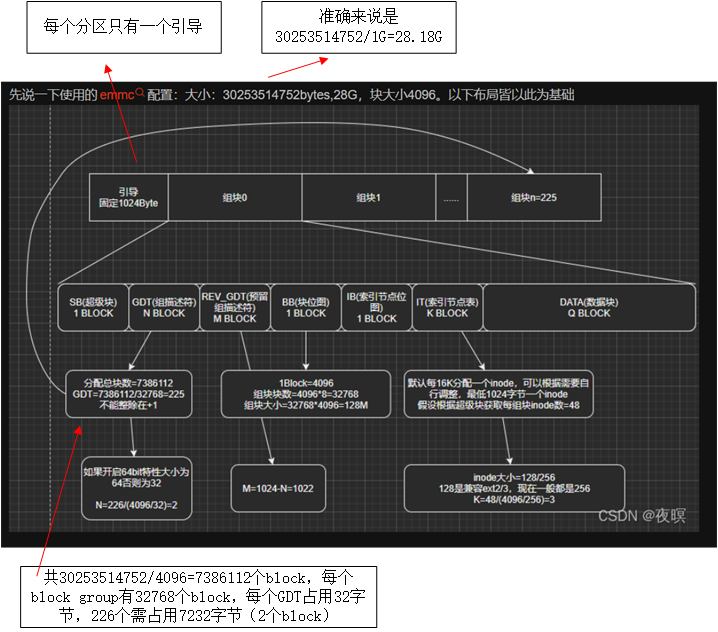 每个分区只有一个引导
准确来说是
30253514752/1G=28.18G
先说一下使用的 emmc 配置：大小：30253514752bytes,28G，块大小4096。以下布局皆以此为基础
引导
固定1024Byte
组块0
组块1
......
组块n=225
SB(超级块)
1 BLOCK
GDT(组描述符)
N BLOCK
REV_GDT(预留
组描述符)
M BLOCK
BB(块位图)
1 BLOCK
IB(索引节点位
图)
1 BLOCK
IT(索引节点表)
K BLOCK
DATA(数据块)
Q BLOCK
分配总块数=7386112
GDT=7386112/32768=225
不能整除在+1
1Block=4096
组块块数=4096*8=32768
组块大小=32768*4096=128M
默认每16K分配一个inode，可以根据需要自
行调整，最低1024字节一个inode
假设根据超级块获取每组块inode数=48
如果开启64bit特性大小为
64否则为32
N=226/(4096/32)=2
M=1024-N=1022
inode大小=128/256
128是兼容ext2/3，现在一般都是256
K=48/(4096/256)=3
CSDN @夜暝
共30253514752/4096=7386112个block，每个
block group有32768个block，每个GDT占用32字
节，226个需占用7232字节（2个block）